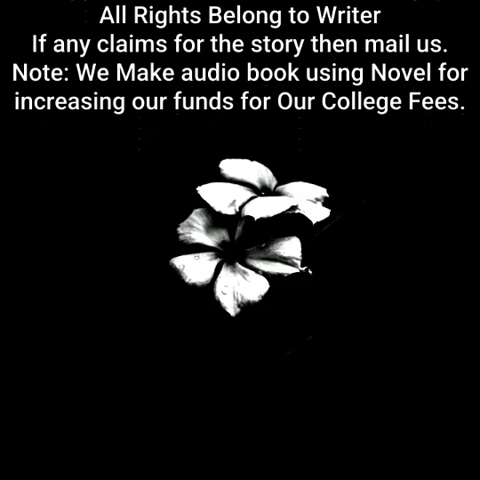 All Rights Belong to Writer
If any claims for the story then mail us.
Note: We Make audio book using Novel for
increasing our funds for Our College Fees.